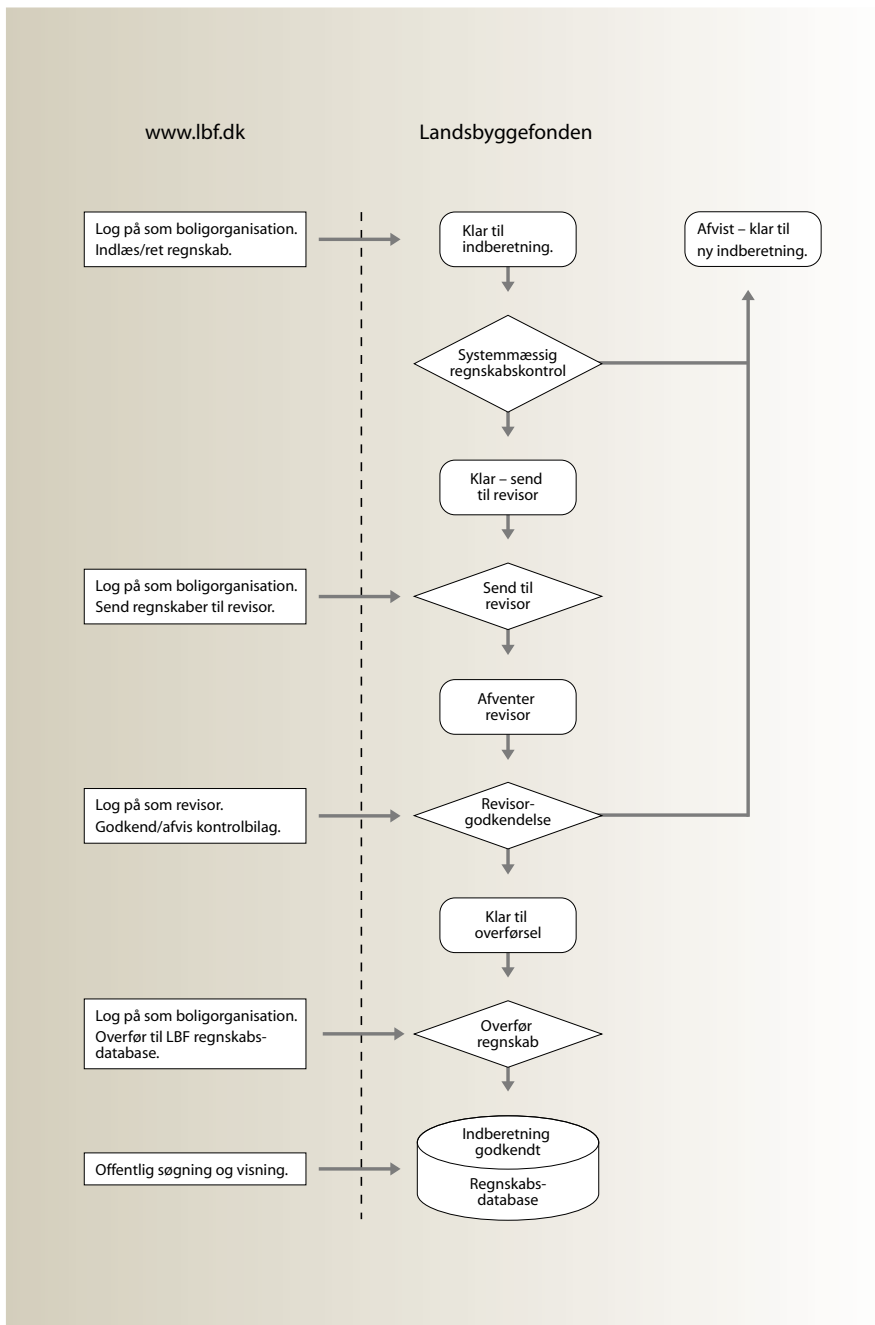 www.lbf.dk
Landsbyggefonden
Log på som boligorganisation.
Indlæs/ret regnskab.
Klar til
indberetning.
Afvist – klar til
ny indberetning.
Systemmæssig
regnskabskontrol
Klar – send
til revisor
Log på som boligorganisation.
Send regnskaber til revisor.
Send til
revisor
Afventer
revisor
Log på som revisor.
Godkend/afvis kontrolbilag.
Revisor-
godkendelse
Klar til
overførsel
Log på som boligorganisation.
Overfør til LBF regnskabs-
database.
Overfør
regnskab
Indberetning
godkendt
Offentlig søgning og visning.
Regnskabs-
database